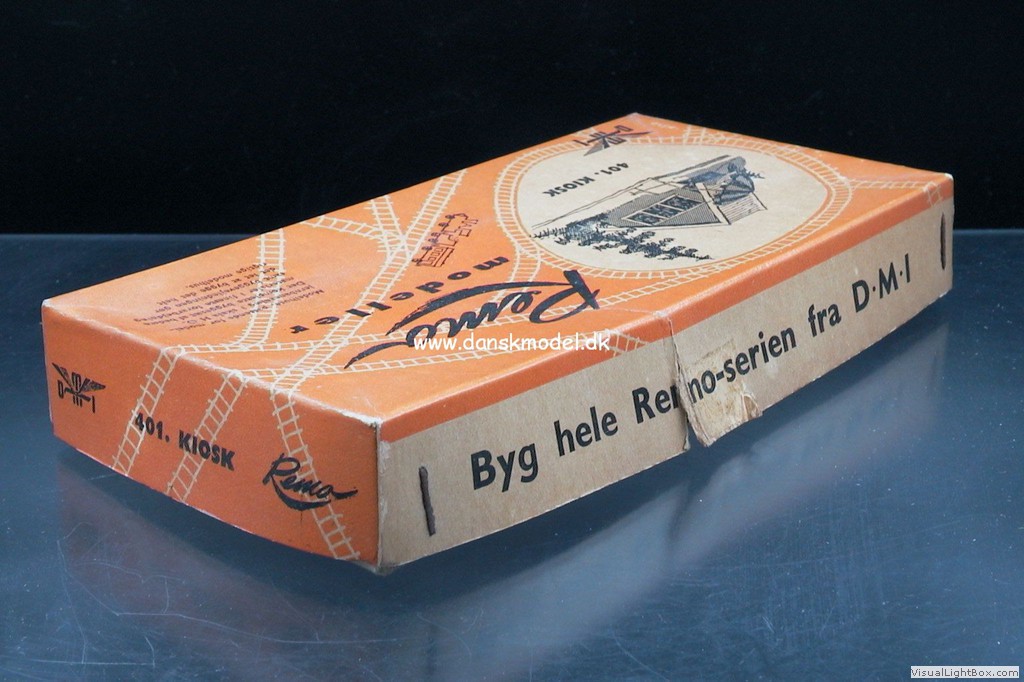 D·M·I
401. KIOSK
Remo
modeller
www.danskmodel.dk
D·M·I
401. KIOSK
Remo
Byg hele Remo-serien fra D·M·I
VisualLightBox.com